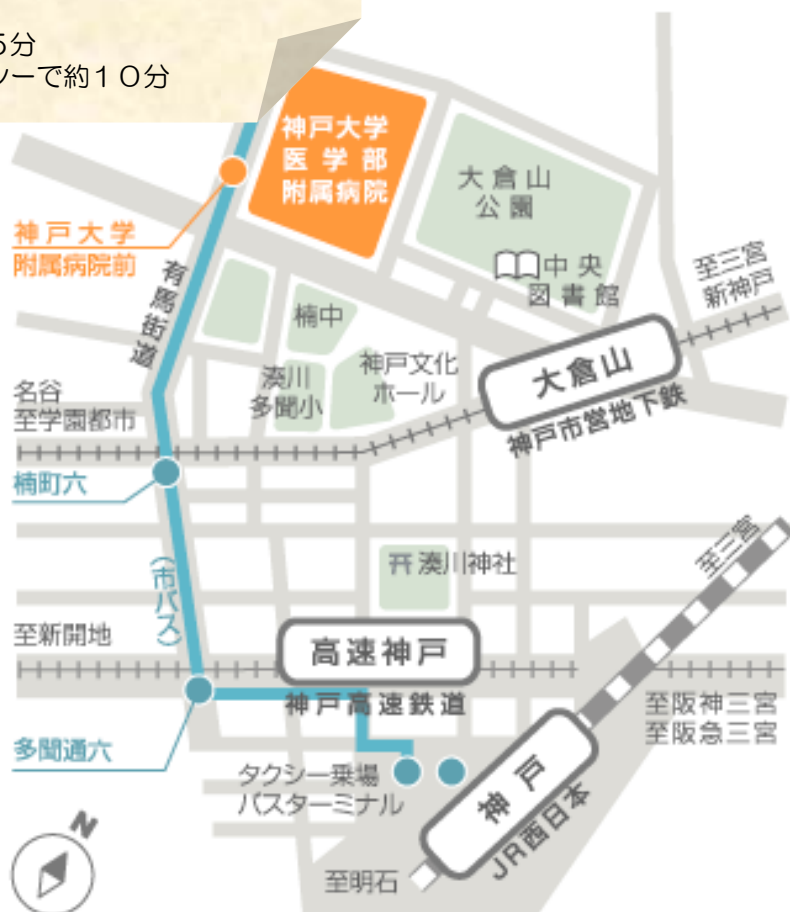 5分
シーで約１０分
神戸大学
医学部
附属病院
大倉山
公園
中央
図書館
至三宮
新神戸
神戸大学
附属病院前
有馬街道
楠中
湊川
多聞小
神戸文化
ホール
大倉山
神戸市営地下鉄
名谷
至学園都市
楠町六
(市バス)
湊川神社
至三宮
至新開地
高速神戸
神戸高速鉄道
至阪神三宮
至阪急三宮
多聞通六
タクシー乗場
バスターミナル
神戸
JR西日本
至明石
N